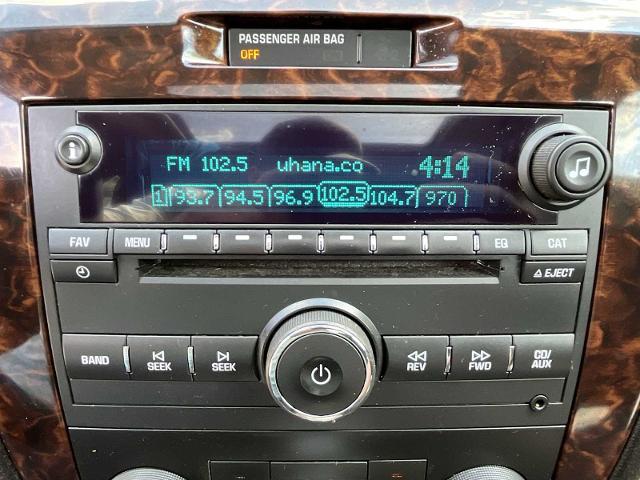 PASSENGER AIR BAG
OFF
FM 102.5 uhana.co 4:14
1 93.7 94.5 96.9 102.5 104.7 970
FAV MENU EQ CAT
EJECT
BAND SEEK SEEK REV FWD CD/AUX